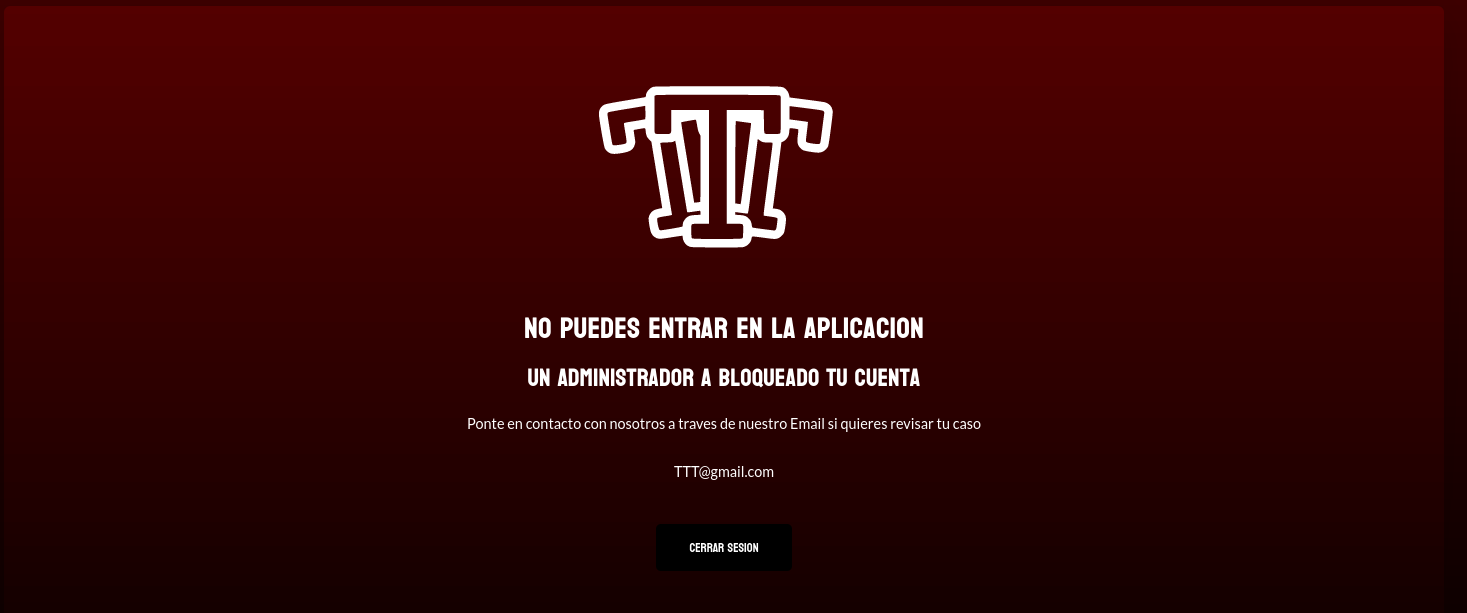 TTT
NO PUEDES ENTRAR EN LA APLICACION
UN ADMINISTRADOR A BLOQUEADO TU CUENTA
Ponte en contacto con nosotros a traves de nuestro Email si quieres revisar tu caso
TTT@gmail.com
CERRAR SESION